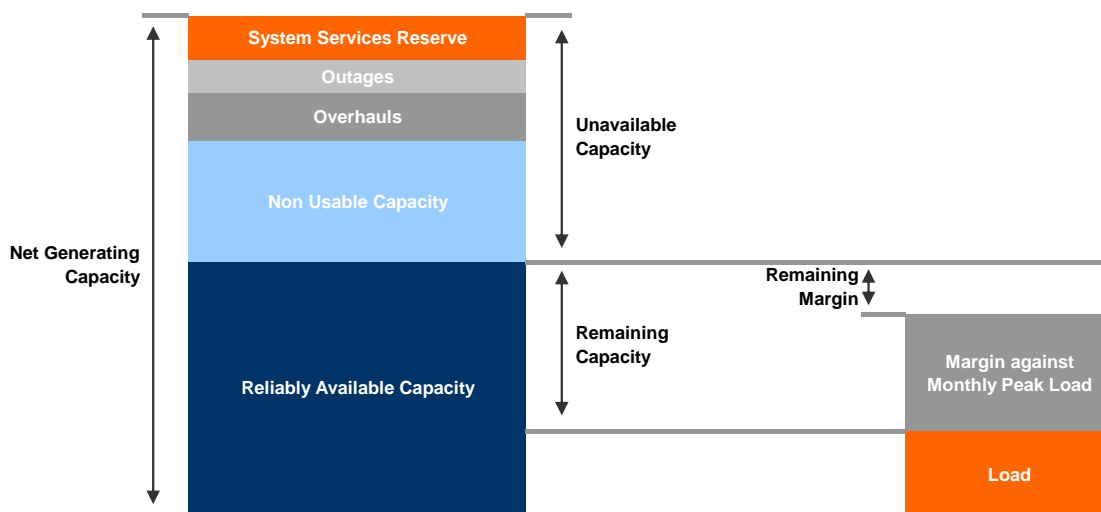 System Services Reserve
Outages
Overhauls
Non Usable Capacity
Reliably Available Capacity
Net Generating
Capacity
Unavailable
Capacity
Remaining
Capacity
Remaining
Margin
Margin against
Monthly Peak Load
Load